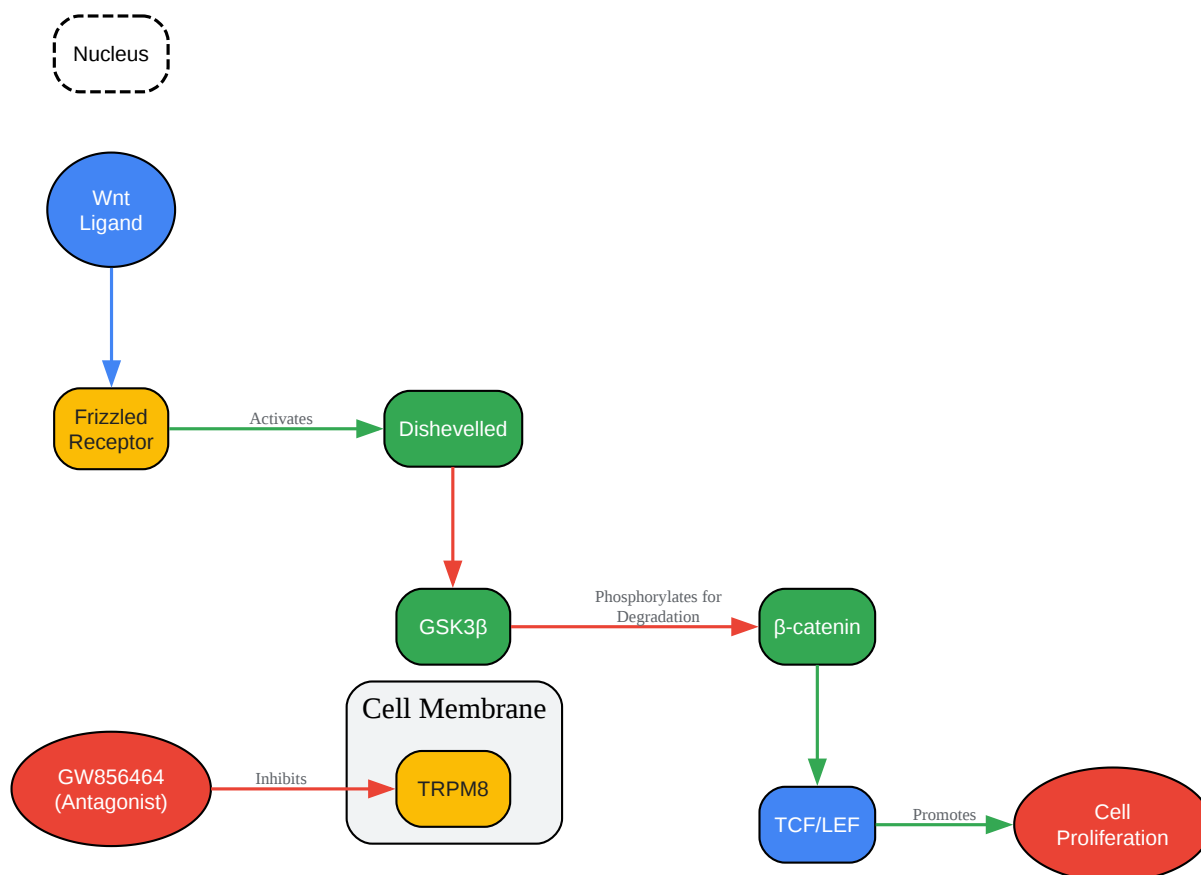 Nucleus
Wnt
Ligand
Frizzled
Receptor
Activates
Dishevelled
GSK3β
Phosphorylates for
Degradation
β-catenin
Cell Membrane
GW856464
(Antagonist)
Inhibits
TRPM8
TCF/LEF
Promotes
Cell
Proliferation